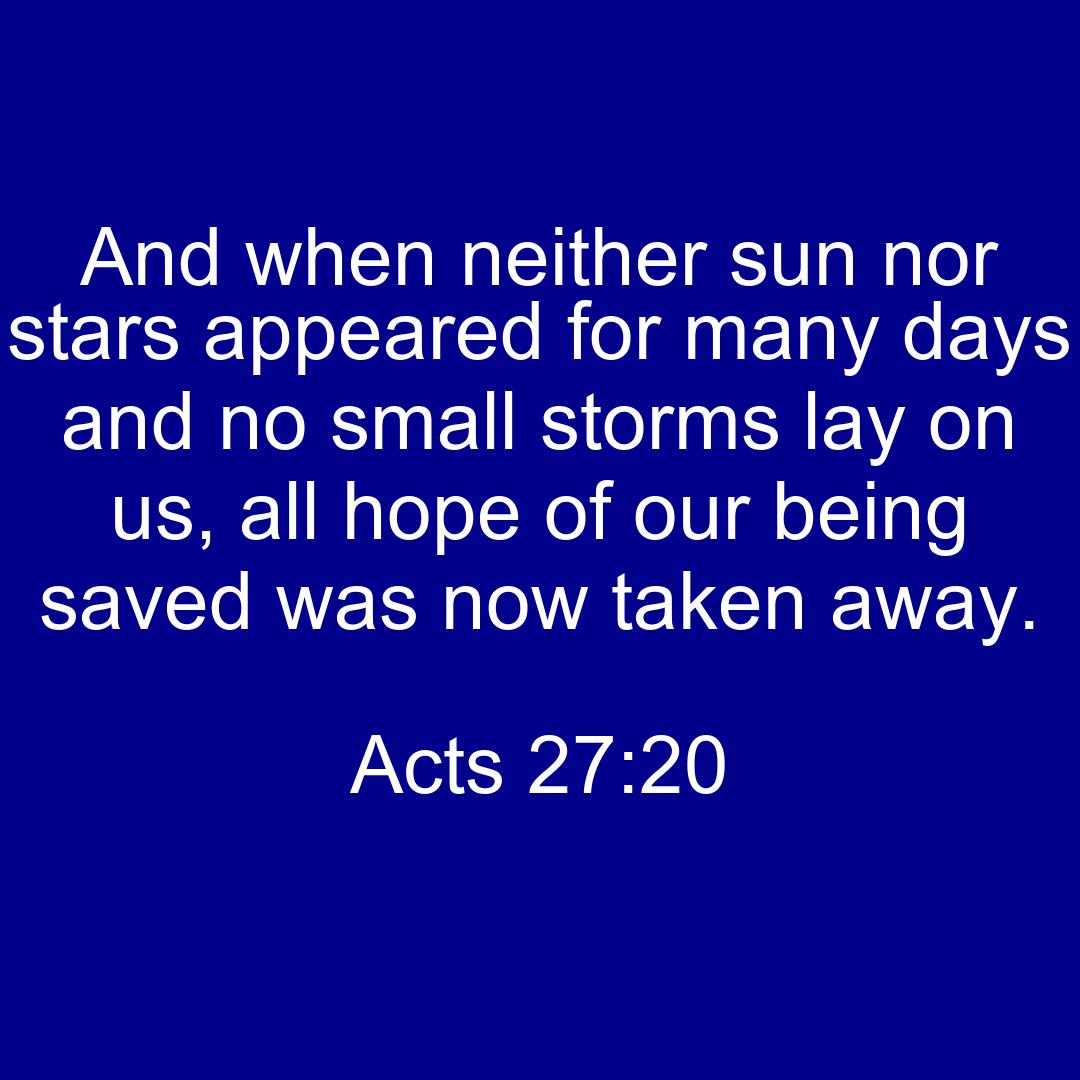 And when neither sun nor
stars appeared for many days
and no small storms lay on
us, all hope of our being
saved was now taken away.
Acts 27:20